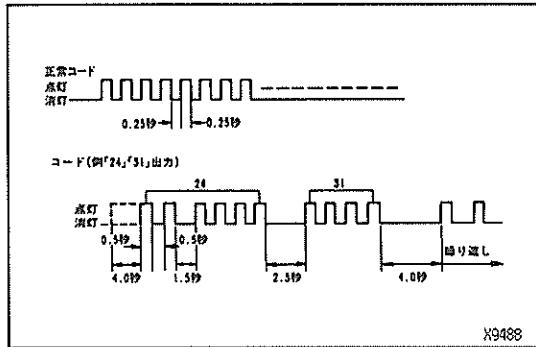 正常コード
点灯
消灯
0.25秒 0.25秒
コード(例「24」「31」出力)
24 31
点灯
消灯
0.5秒 0.5秒
4.0秒 1.5秒 2.5秒 4.0秒 繰り返し
X9488